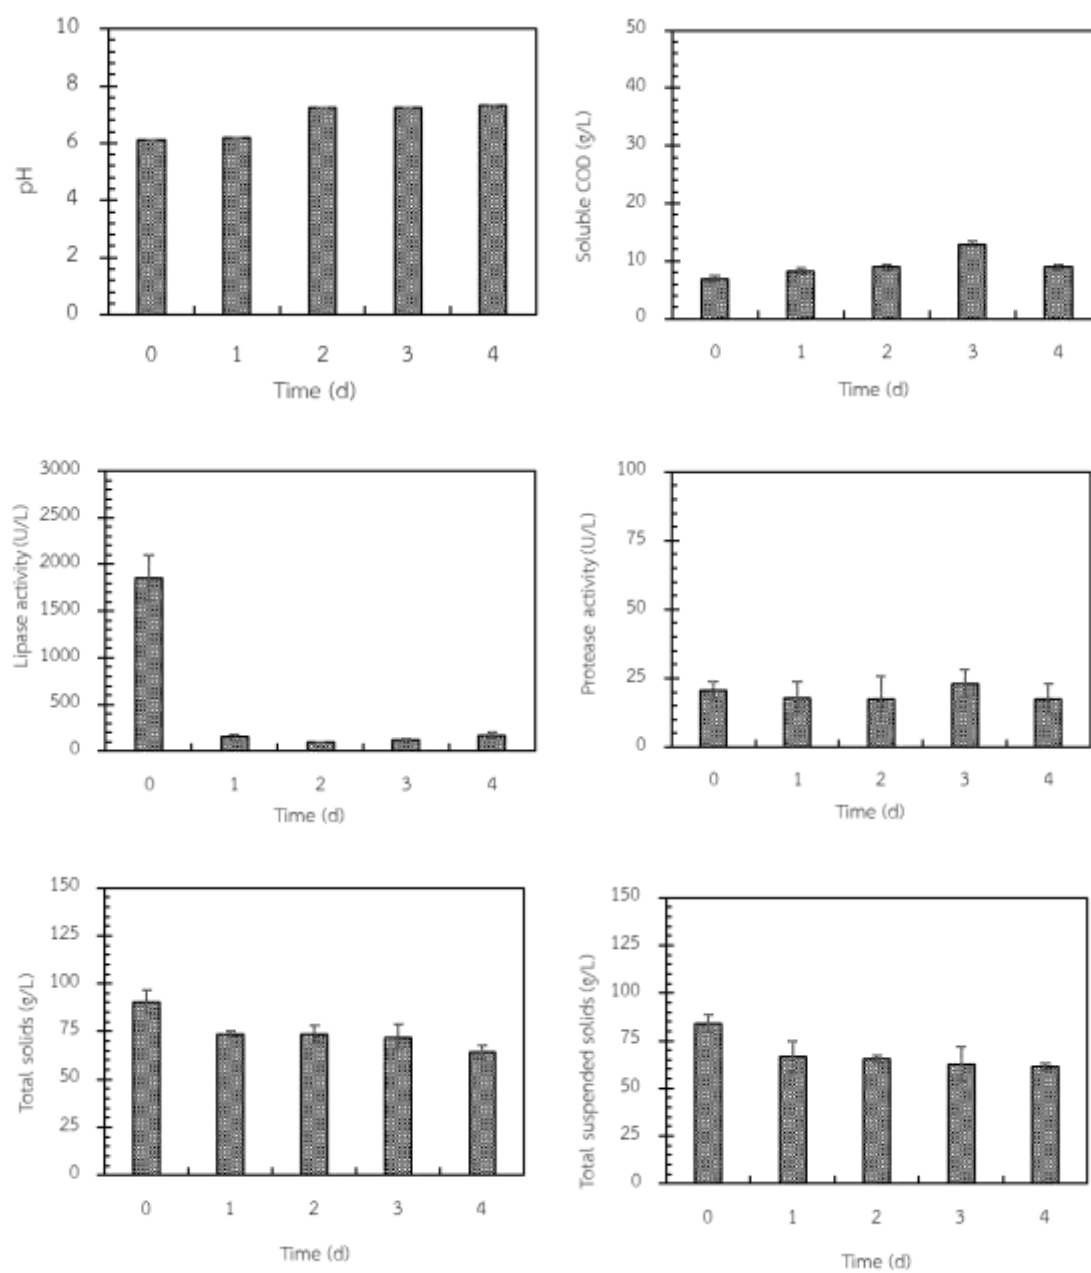 10
8
6
4
2
0
pH
0 1 2 3 4
Time (d)
50
40
30
20
10
0
Soluble COD (g/L)
0 1 2 3 4
Time (d)
3000
2500
2000
1500
1000
500
0
Lipase activity (U/L)
0 1 2 3 4
Time (d)
100
75
50
25
0
Protease activity (U/L)
0 1 2 3 4
Time (d)
150
125
100
75
50
25
0
Total solids (g/L)
0 1 2 3 4
Time (d)
150
125
100
75
50
25
0
Total suspended solids (g/L)
0 1 2 3 4
Time (d)